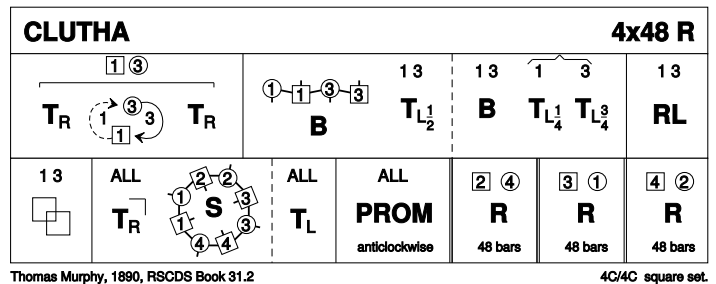 CLUTHA 4x48 R
1 3
1 3 1 3 1 3 1 3
TR 1 3 3 1 TR 1 1 3 3 B TL½ B TL¼ TL¾ RL
1 3 ALL ALL ALL 2 4 3 1 4 2
TR 2 2 1 3 1 3 4 4 S TL PROM R R R
anticlockwise 48 bars 48 bars 48 bars
Thomas Murphy, 1890, RSCDS Book 31.2 4C/4C square set.